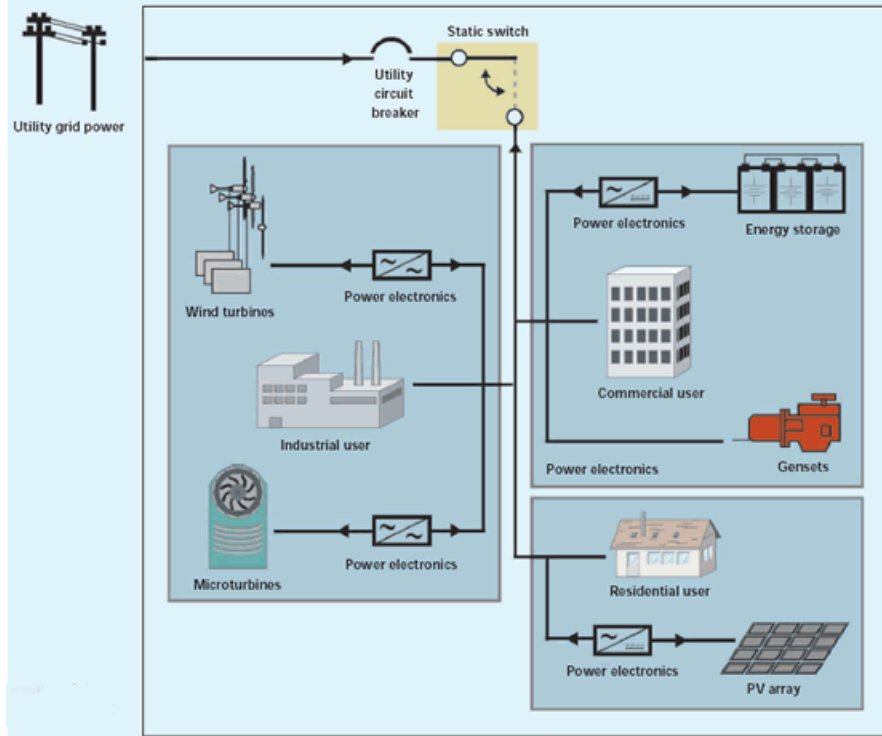 Static switch
Utility
circuit
breaker
Utility grid power
Power electronics
Energy storage
Wind turbines
Power electronics
Commercial user
Industrial user
Power electronics
Gensets
Microturbines
Power electronics
Residential user
Power electronics
PV array